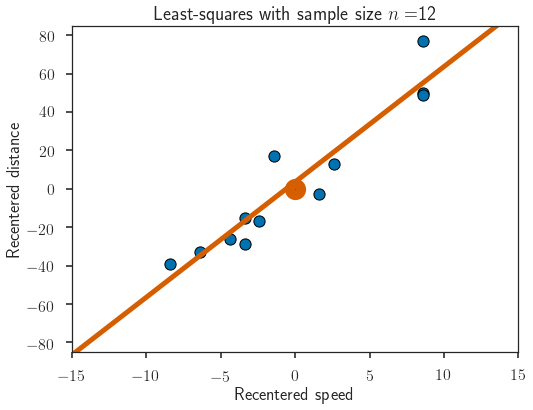 Least-squares with sample size n =12
80
60
40
20
0
−20
−40
−60
−80
Recentered distance
−15 −10 −5 0 5 10 15
Recentered speed